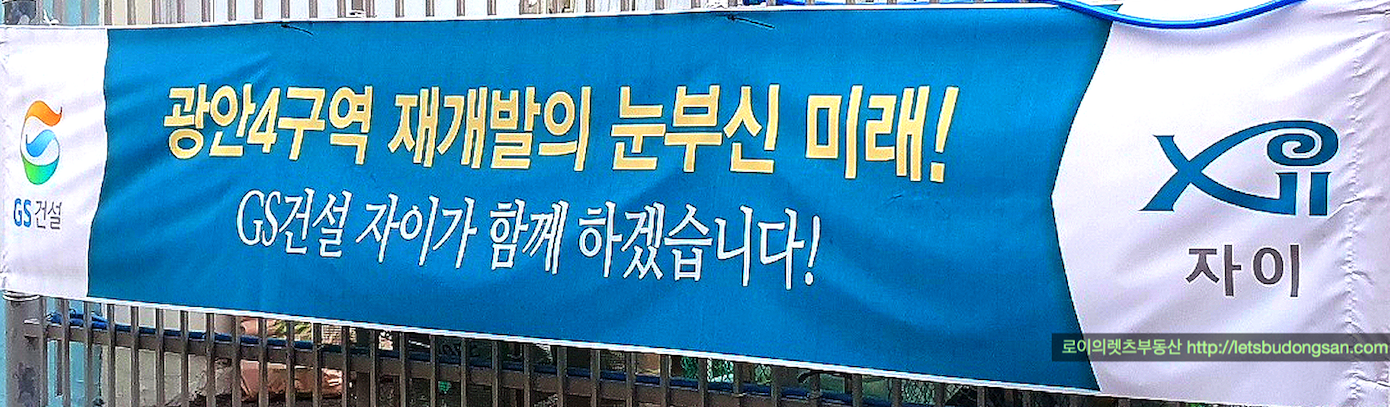 GS건설
광안4구역 재개발의 눈부신 미래!
GS건설 자이가 함께 하겠습니다!
Xii
자이
로이의렛츠부동산 http://letsbudongsan.com